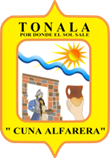 TONALA
POR DONDE EL SOL SALE
" CUNA ALFARERA "